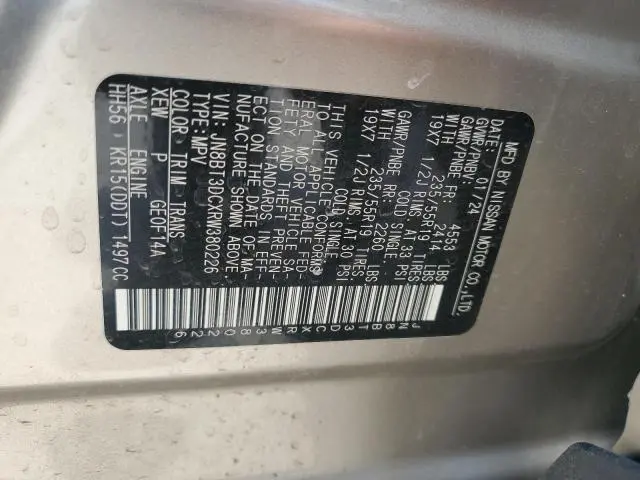 MFD BY NISSAN MOTOR CO.,LTD.
DATE: 01/24
GVWR/PNBV: 4553 LBS
GAWR/PNBE FR: 2414 LBS
WITH 235/55R19 TIRES
19X7 1/2J RIMS, AT 33 PSI
COLD SINGLE
GAWR/PNBE RR: 2260 LBS
WITH 235/55R19 TIRES
19X7 1/2J RIMS, AT 30 PSI
COLD SINGLE
THIS VEHICLE CONFORMS
TO ALL APPLICABLE FED-
ERAL MOTOR VEHICLE SA-
FETY AND THEFT PREVEN-
TION STANDARDS IN EFF-
ECT ON THE DATE OF MA-
NUFACTURE SHOWN ABOVE.
VIN: JN8BT3DCXRW380226
TYPE: MPV
COLOR TRIM TRANS
XEW P GE0F14A
AXLE ENGINE
HH56 KR15(DDT) 1497CC
JN8BT3DCXRW380226